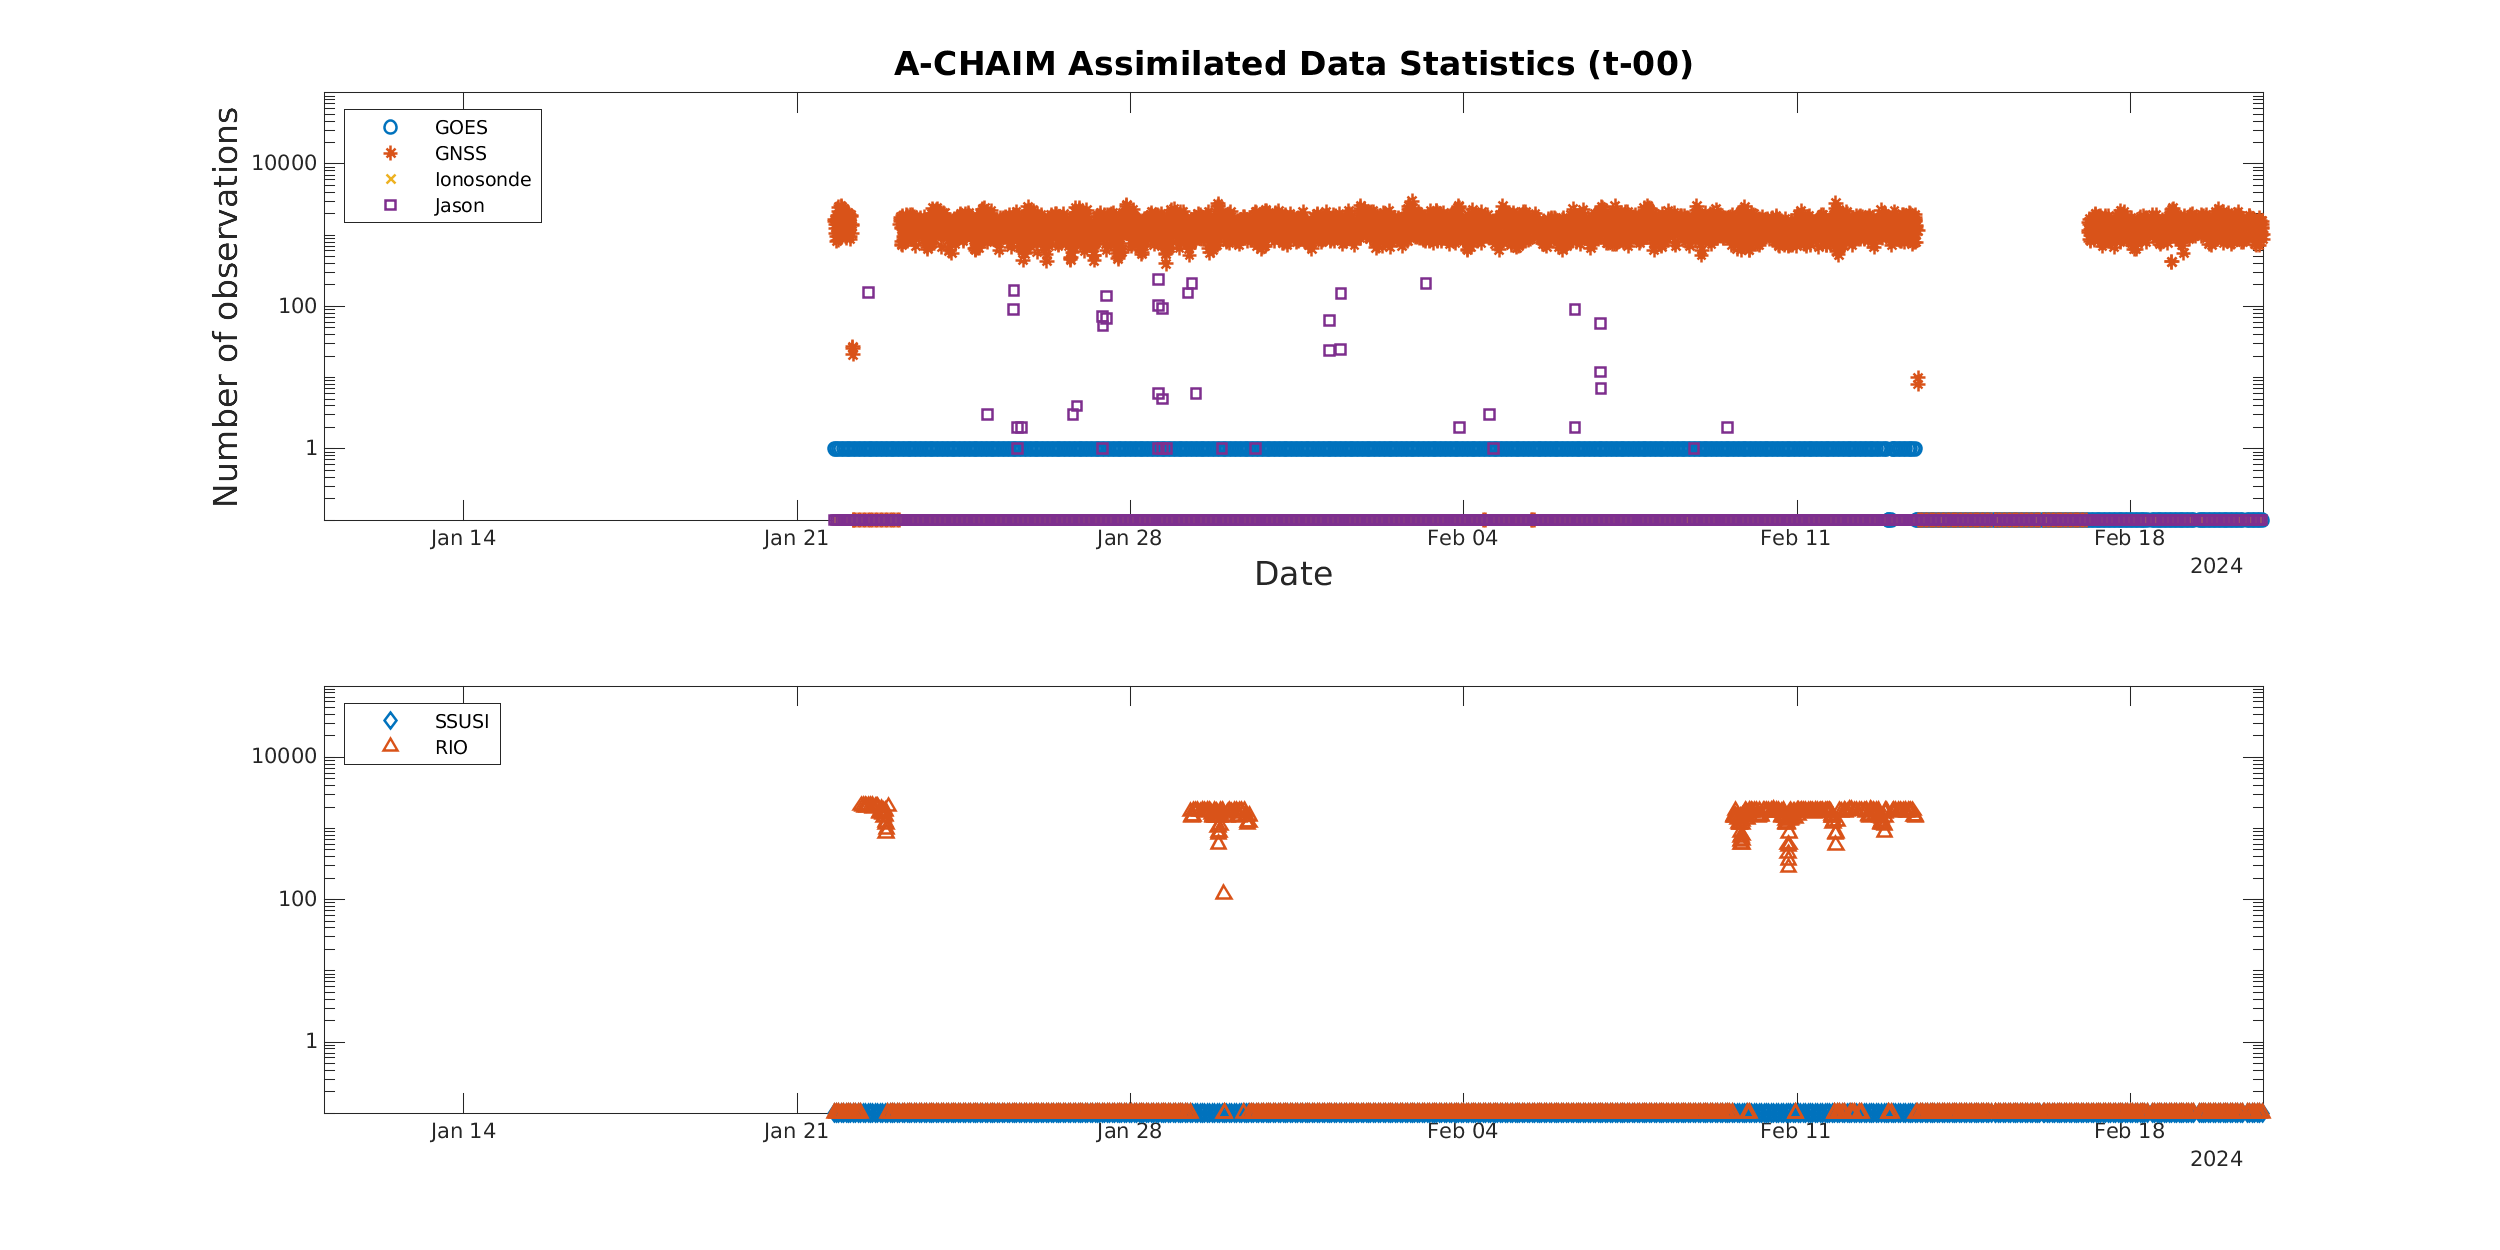 A-CHAIM Assimilated Data Statistics (t-00)
Number of observations
10000
100
1
GOES
GNSS
Ionosonde
Jason
Jan 14 Jan 21 Jan 28 Feb 04 Feb 11 Feb 18
2024
Date
10000
100
1
SSUSI
RIO
Jan 14 Jan 21 Jan 28 Feb 04 Feb 11 Feb 18
2024